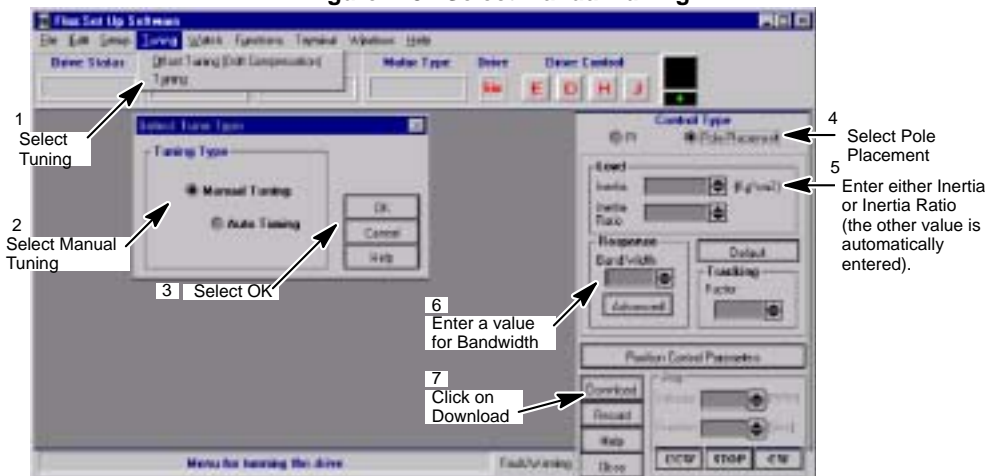 Flux Set Up Software
File Edit Setup Tuning Watch Functions Terminal Windows Help
Drive Status
Motor Type
Drive
Drive Control
Offset Tuning (Drift Compensation)
Tuning
E D H J
1
Select
Tuning
Select Tune Type
Tuning Type
Manual Tuning
Auto Tuning
OK
Cancel
Help
2
Select Manual
Tuning
3 Select OK
Control Type
PI
Pole Placement
4
Select Pole
Placement
Load
Inertia
Inertia
Ratio
5
Enter either Inertia
or Inertia Ratio
(the other value is
automatically
entered).
Response
Band Width
Advanced
Default
Tracking
Factor
6
Enter a value
for Bandwidth
Position Control Parameters
7
Click on
Download
Download
Record
Help
Close
CCW STOP CW
Menu for running the drive
Fault/Warning